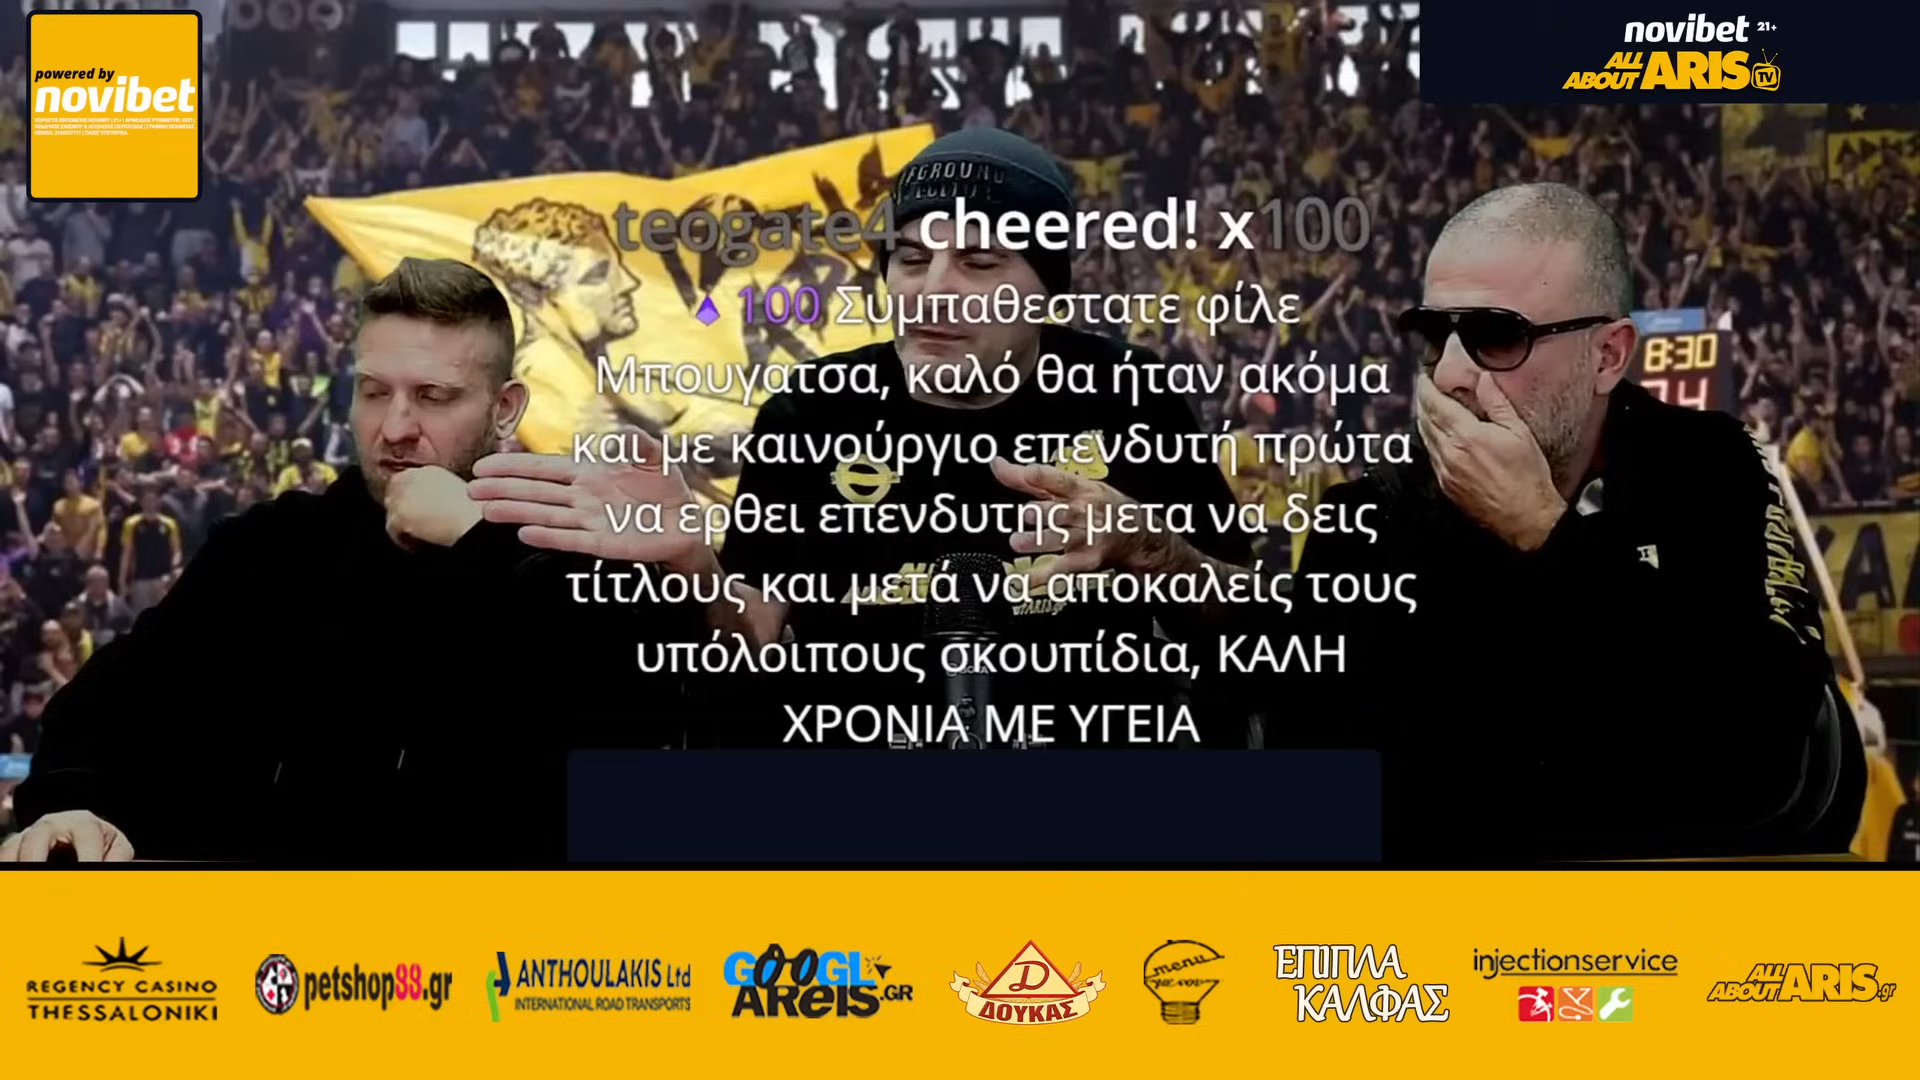 powered by
novibet
novibet 21+
ALL ABOUT ARIS TV
GROUND
8:30
teogate4 cheered! x100
100 Συμπαθεστατε φίλε
Μπουγατσα, καλό θα ήταν ακόμα
και με καινούργιο επενδυτή πρώτα
να ερθει επενδυτης μετα να δεις
τίτλους και μετά να αποκαλείς τους
υπόλοιπους σκουπίδια, ΚΑΛΗ
ΧΡΟΝΙΑ ΜΕ ΥΓΕΙΑ
REGENCY CASINO
THESSALONIKI
petshop88.gr
ANTHOULAKIS Ltd
INTERNATIONAL ROAD TRANSPORTS
GOOGL
AREIS.GR
Δ
ΔΟΥΚΑΣ
menu
ΕΠΙΠΛΑ
ΚΑΛΦΑΣ
injectionservice
ALL ABOUT ARIS.gr